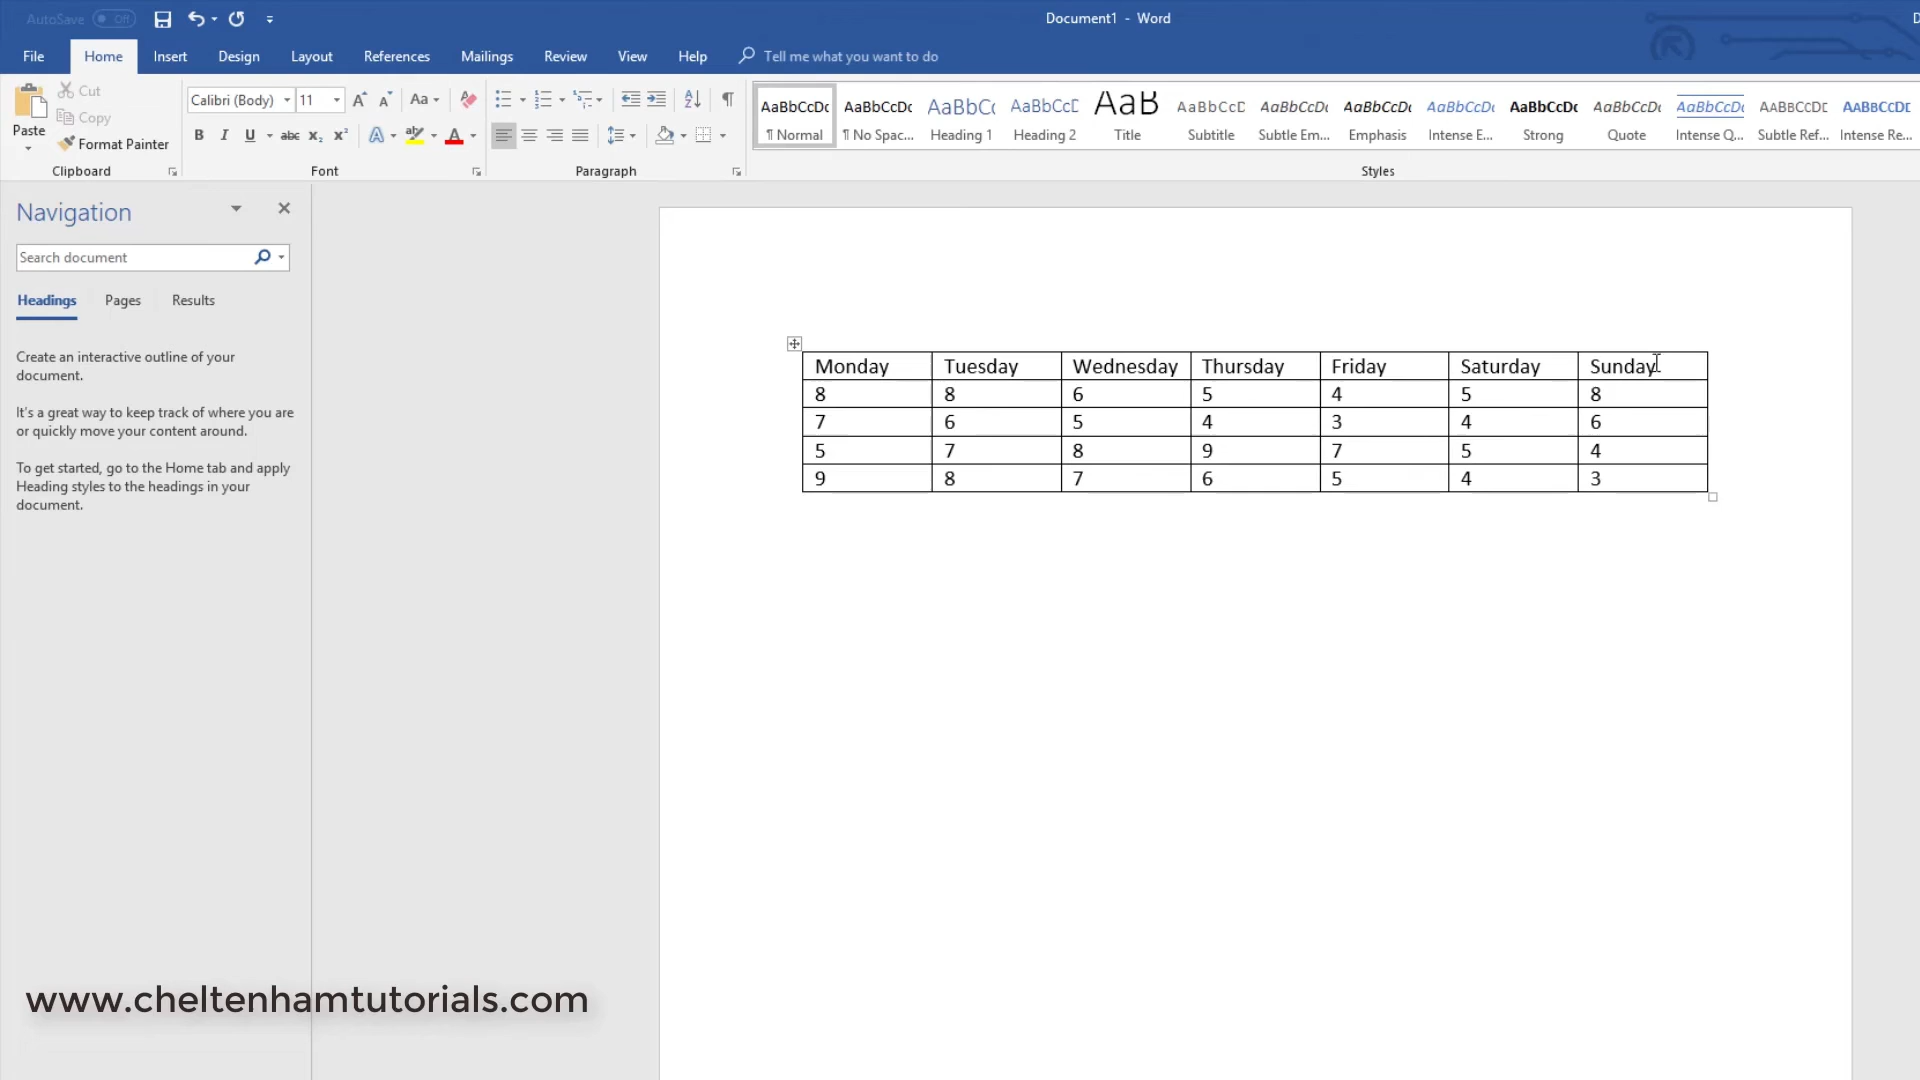 AutoSave Off
Document1 - Word
D
File Home Insert Design Layout References Mailings Review View Help Tell me what you want to do
Paste
Cut
Copy
Format Painter
Clipboard
Calibri (Body) 11
Aa
B I U abc x₂ x²
A ab A
Font
Paragraph
AaBbCcDc AaBbCcDc AaBbC( AaBbCcD AaB AaBbCcD AaBbCcDc AaBbCcDc AaBbCcDc AaBbCcDc AaBbCcDc AaBbCcDc AABBCCDE AABBCCDE
¶ Normal ¶ No Spac... Heading 1 Heading 2 Title Subtitle Subtle Em... Emphasis Intense E... Strong Quote Intense Q... Subtle Ref... Intense Re...
Styles
Navigation
Search document
Headings Pages Results
Create an interactive outline of your
document.
It's a great way to keep track of where you are
or quickly move your content around.
To get started, go to the Home tab and apply
Heading styles to the headings in your
document.
Monday Tuesday Wednesday Thursday Friday Saturday Sunday
8 8 6 5 4 5 8
7 6 5 4 3 4 6
5 7 8 9 7 5 4
9 8 7 6 5 4 3
www.cheltenhamtutorials.com